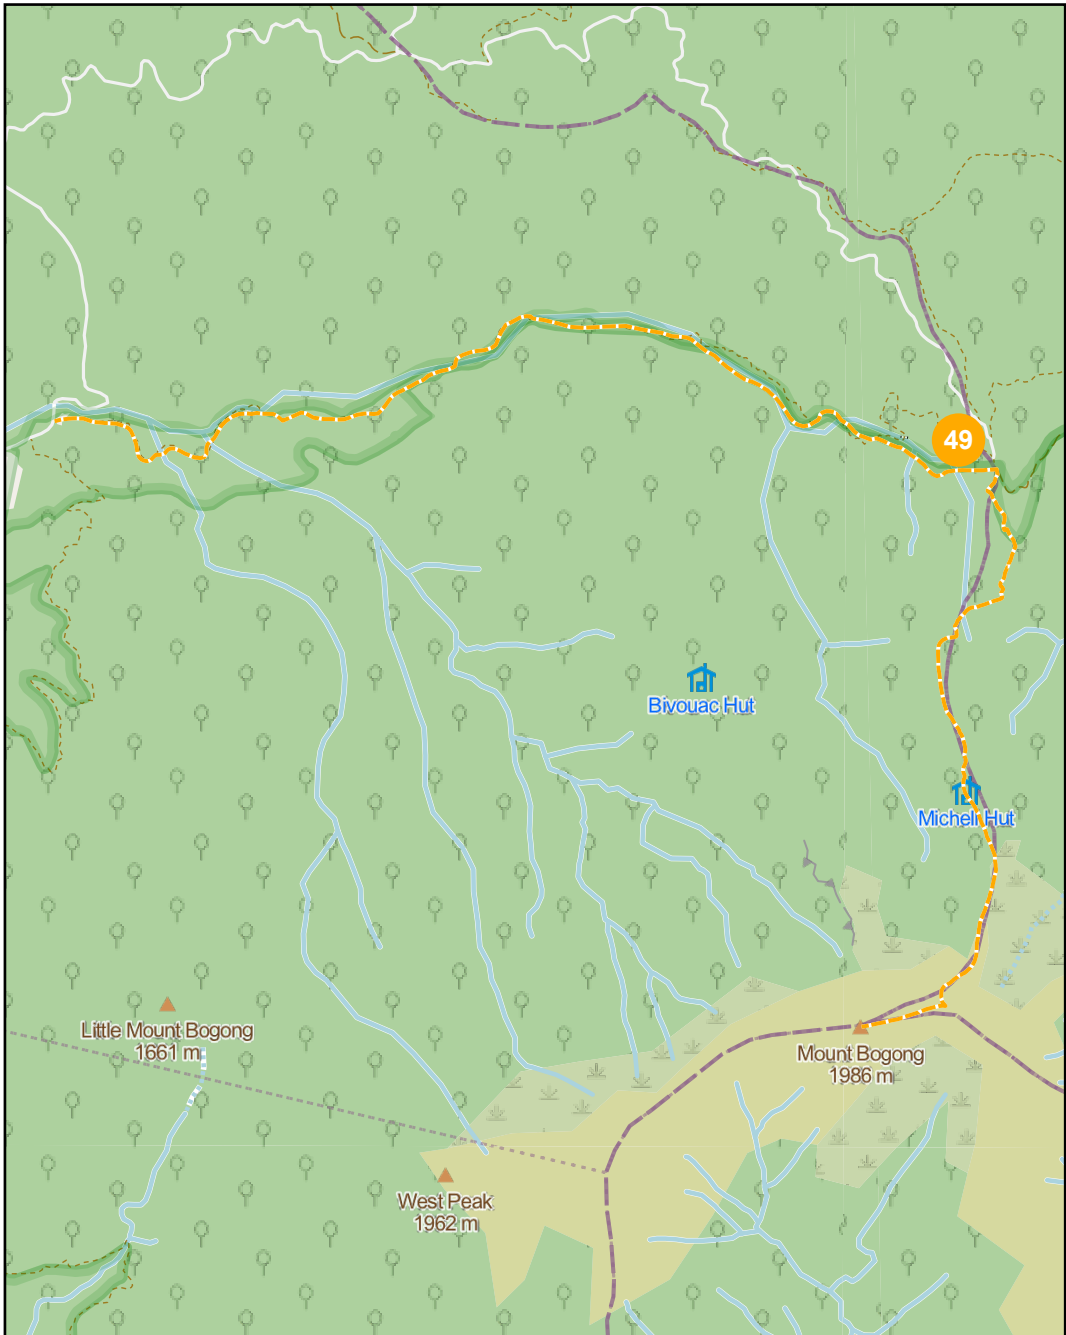 49
Bivouac Hut
Michell Hut
Little Mount Bogong
1661 m
Mount Bogong
1986 m
West Peak
1962 m